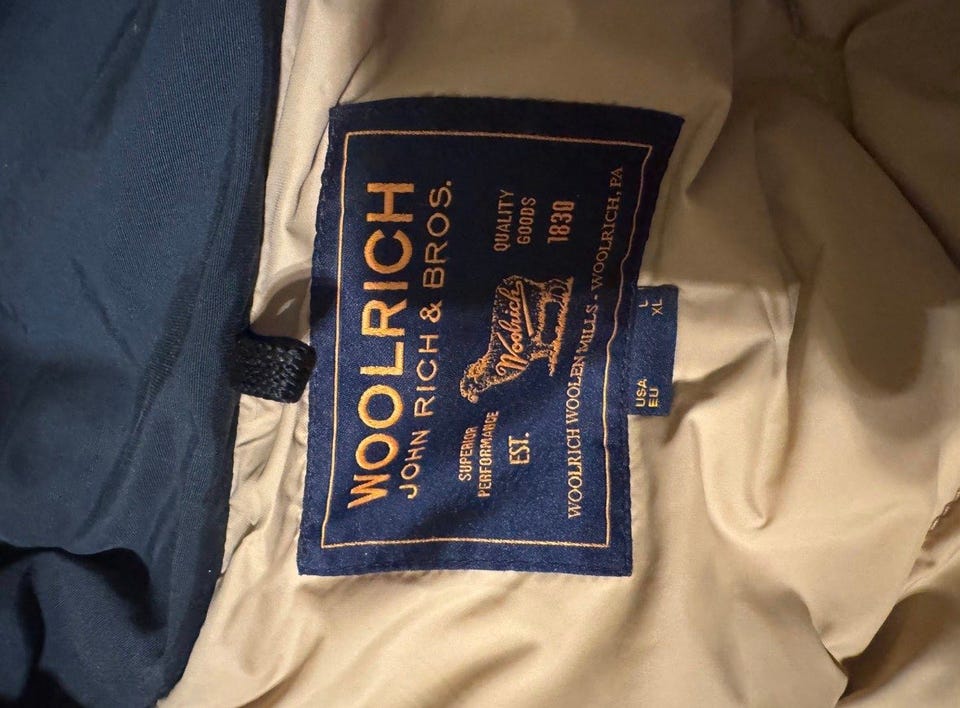 WOOLRICH
JOHN RICH & BROS.
SUPERIOR PERFORMANCE
QUALITY GOODS
Woolrich
EST. 1830
WOOLRICH WOOLEN MILLS - WOOLRICH, PA
USA L
EU XL